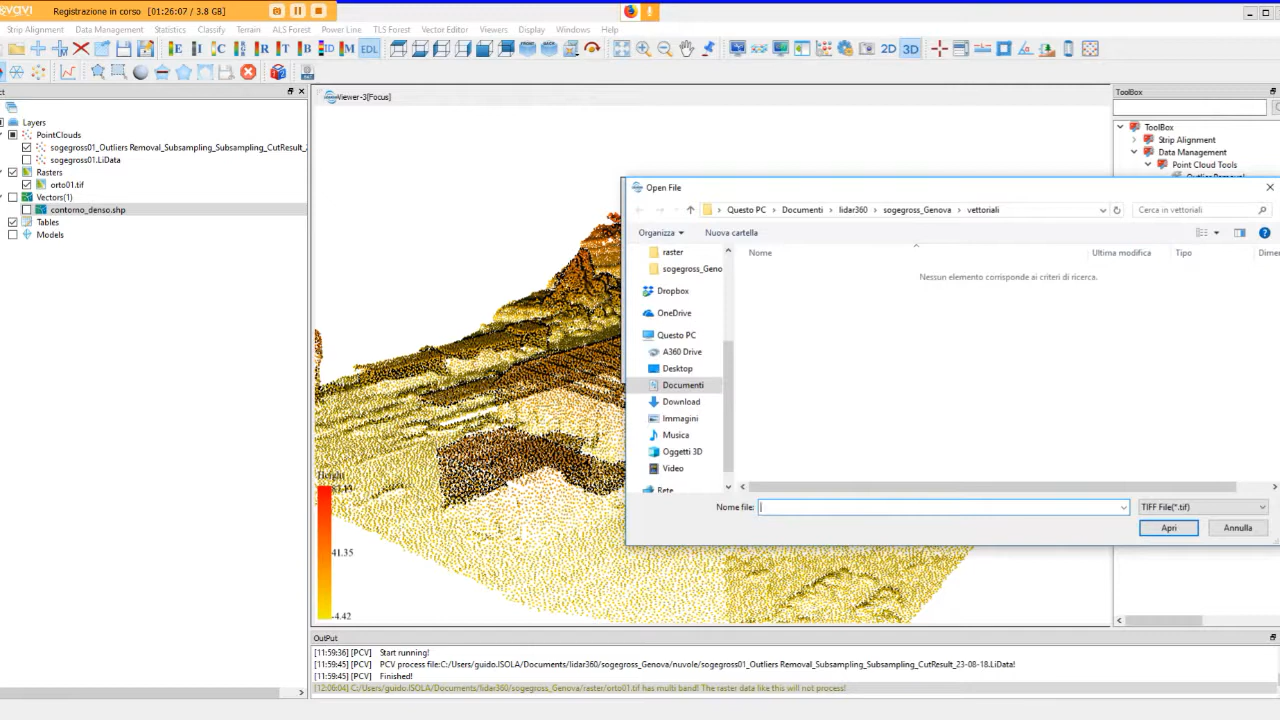 Registrazione in corso [01:26:07 / 3.8 GB]
Strip Alignment Data Management Statistics Classify Terrain ALS Forest Power Line TLS Forest Vector Editor Viewers Display Windows Help
EDL 2D 3D
Viewer-3[Focus]
ToolBox
Layers
PointClouds
sogegross01_Outliers Removal_Subsampling_Subsampling_CutResult_2
sogegross01.LiData
Rasters
orto01.tif
Vectors(1)
contorno_denso.shp
Tables
Models
ToolBox
Strip Alignment
Data Management
Point Cloud Tools
Open File
Questo PC > Documenti > lidar360 > sogegross_Genova > vettoriali
Cerca in vettoriali
Organizza
Nuova cartella
Nome
Ultima modifica
Tipo
Nessun elemento corrisponde ai criteri di ricerca.
raster
sogegross_Geno
Dropbox
OneDrive
Questo PC
A360 Drive
Desktop
Documenti
Download
Immagini
Musica
Oggetti 3D
Video
Rete
Nome file:
TIFF File(*.tif)
Apri
Annulla
Height
41.35
-4.42
OutPut
[11:59:36] [PCV] Start running!
[11:59:45] [PCV] PCV process file:C:/Users/guido.ISOLA/Documents/lidar360/sogegross_Genova/nuvole/sogegross01_Outliers Removal_Subsampling_Subsampling_CutResult_23-08-18.LiData!
[11:59:45] [PCV] Finished!
[12:06:04] C:/Users/guido.ISOLA/Documents/lidar360/sogegross_Genova/raster/orto01.tif has multi band! The raster data like this will not process!